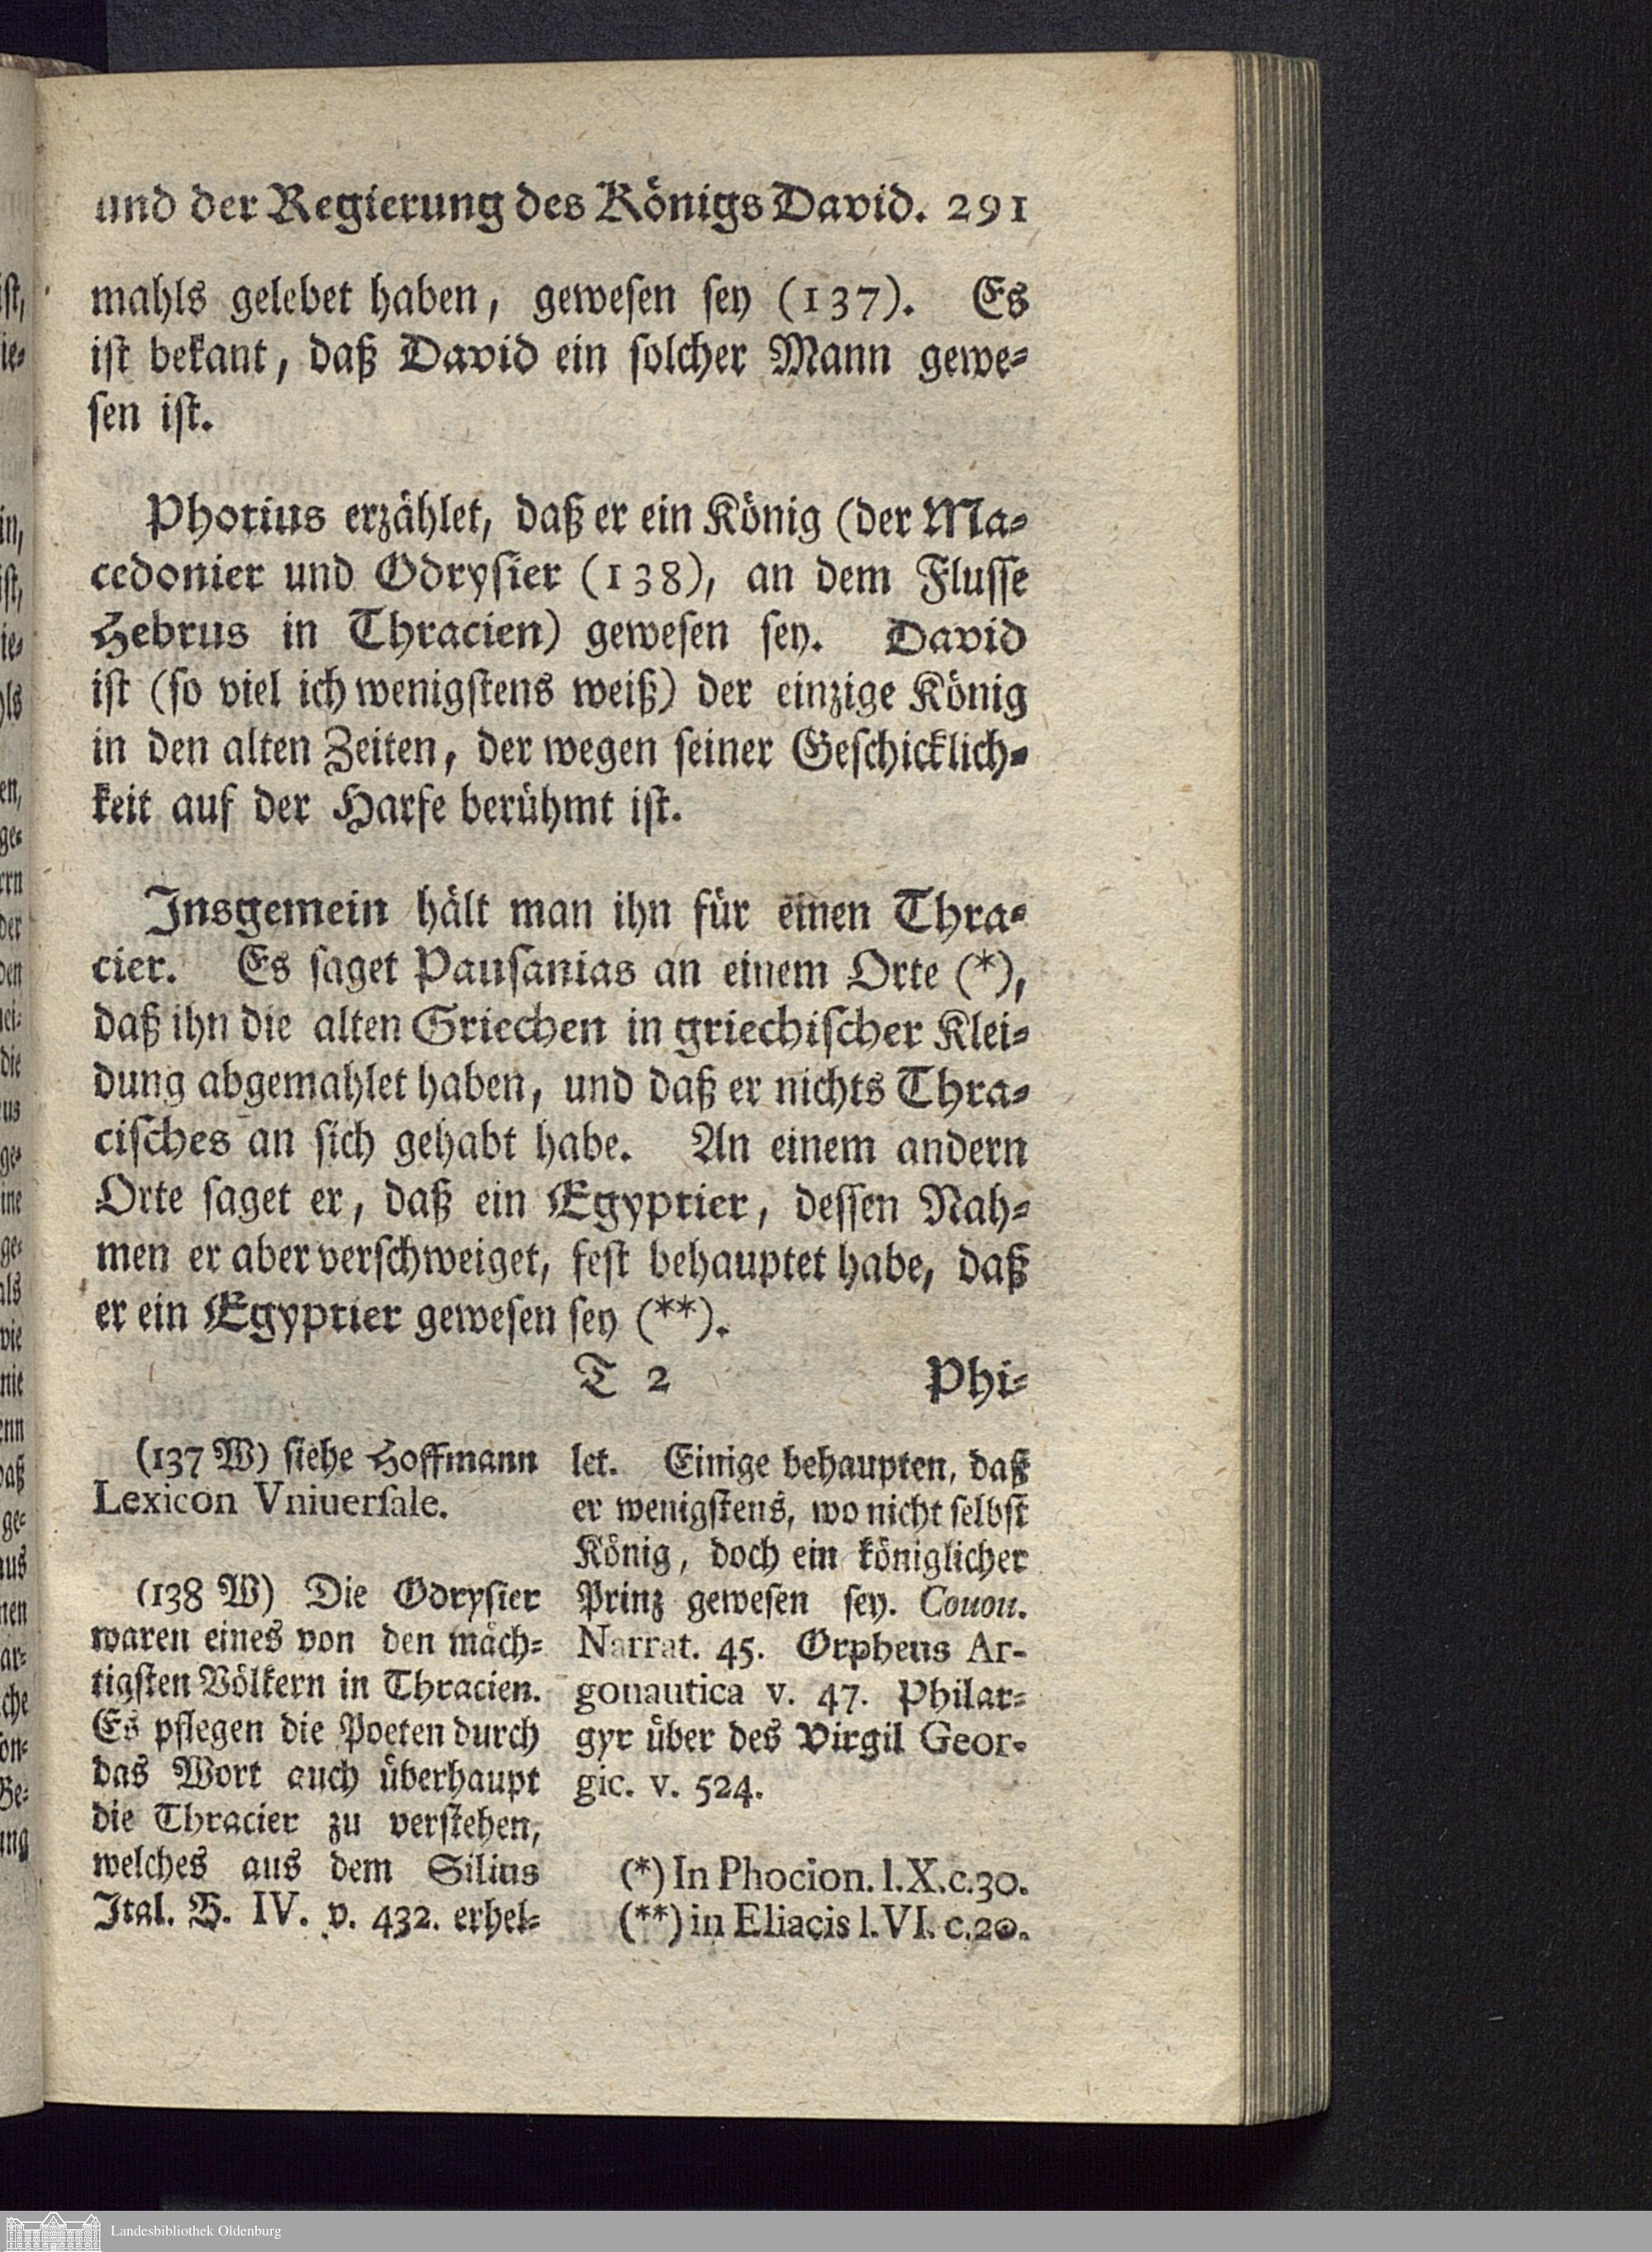 und der Regierung des Königs David. 291
mahls gelebet haben, gewesen sey (137). Es
ist bekant, daß David ein solcher Mann gewe-
sen ist.
Photius erzählet, daß er ein König (der Ma-
cedonier und Odrysier (138), an dem Flusse
Hebrus in Thracien) gewesen sey. David
ist (so viel ich wenigstens weiß) der einzige König
in den alten Zeiten, der wegen seiner Geschicklich-
keit auf der Harfe berühmt ist.
Insgemein hält man ihn für einen Thra-
cier. Es saget Pausanias an einem Orte (*),
daß ihn die alten Griechen in griechischer Klei-
dung abgemahlet haben, und daß er nichts Thra-
cisches an sich gehabt habe. An einem andern
Orte saget er, daß ein Egyptier, dessen Nah-
men er aber verschweiget, fest behauptet habe, daß
er ein Egyptier gewesen sey (**).
T 2 Phi-
(137 W) siehe Hoffmann
Lexicon Vniuersale.
(138 W) Die Odrysier
waren eines von den mäch-
tigsten Völkern in Thracien.
Es pflegen die Poeten durch
das Wort auch überhaupt
die Thracier zu verstehen,
welches aus dem Silius
Ital. B. IV. v. 432. erhel-
let. Einige behaupten, daß
er wenigstens, wo nicht selbst
König, doch ein königlicher
Prinz gewesen sey. Conon.
Narrat. 45. Orpheus Ar-
gonautica v. 47. Philar-
gyr über des Virgil Geor-
gic. v. 524.
(*) In Phocion. l. X. c. 30.
(**) in Eliacis l. VI. c. 20.
Landesbibliothek Oldenburg